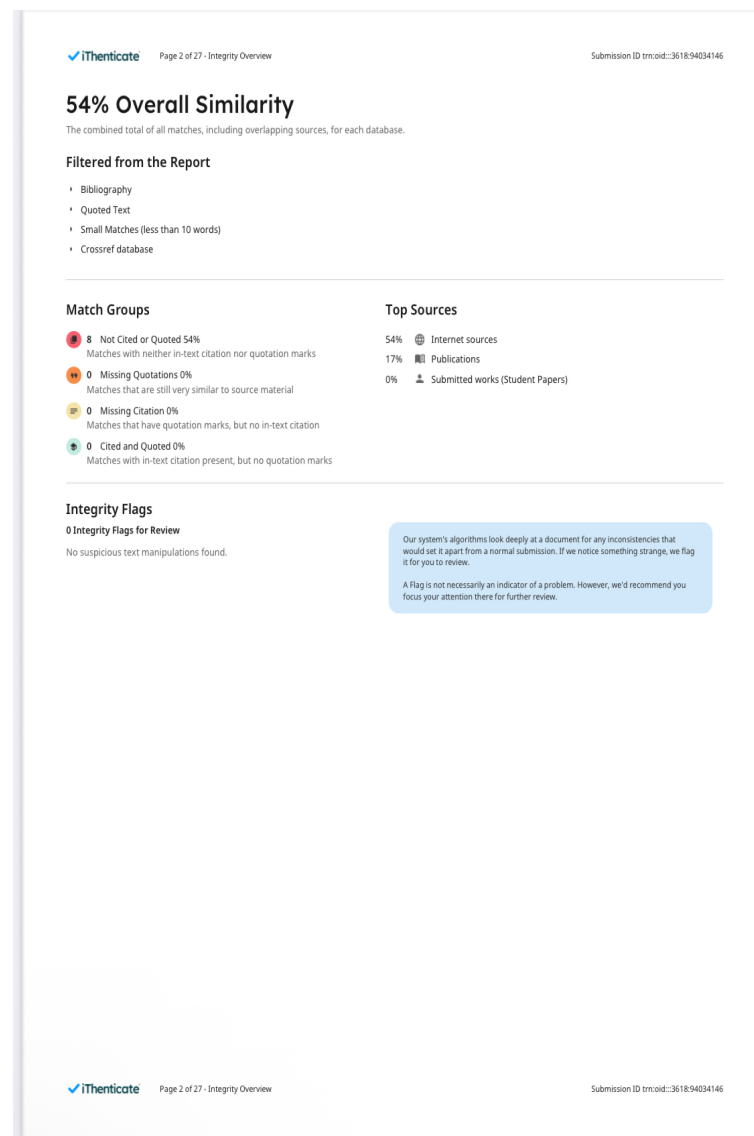 iThenticate Page 2 of 27 - Integrity Overview Submission ID trn:oid:::3618:94034146
54% Overall Similarity
The combined total of all matches, including overlapping sources, for each database.
Filtered from the Report
Bibliography
Quoted Text
Small Matches (less than 10 words)
Crossref database
Match Groups
8 Not Cited or Quoted 54%
Matches with neither in-text citation nor quotation marks
0 Missing Quotations 0%
Matches that are still very similar to source material
0 Missing Citation 0%
Matches that have quotation marks, but no in-text citation
0 Cited and Quoted 0%
Matches with in-text citation present, but no quotation marks
Top Sources
54% Internet sources
17% Publications
0% Submitted works (Student Papers)
Integrity Flags
0 Integrity Flags for Review
No suspicious text manipulations found.
Our system's algorithms look deeply at a document for any inconsistencies that
would set it apart from a normal submission. If we notice something strange, we flag
it for you to review.
A Flag is not necessarily an indicator of a problem. However, we'd recommend you
focus your attention there for further review.
iThenticate Page 2 of 27 - Integrity Overview Submission ID trn:oid:::3618:94034146